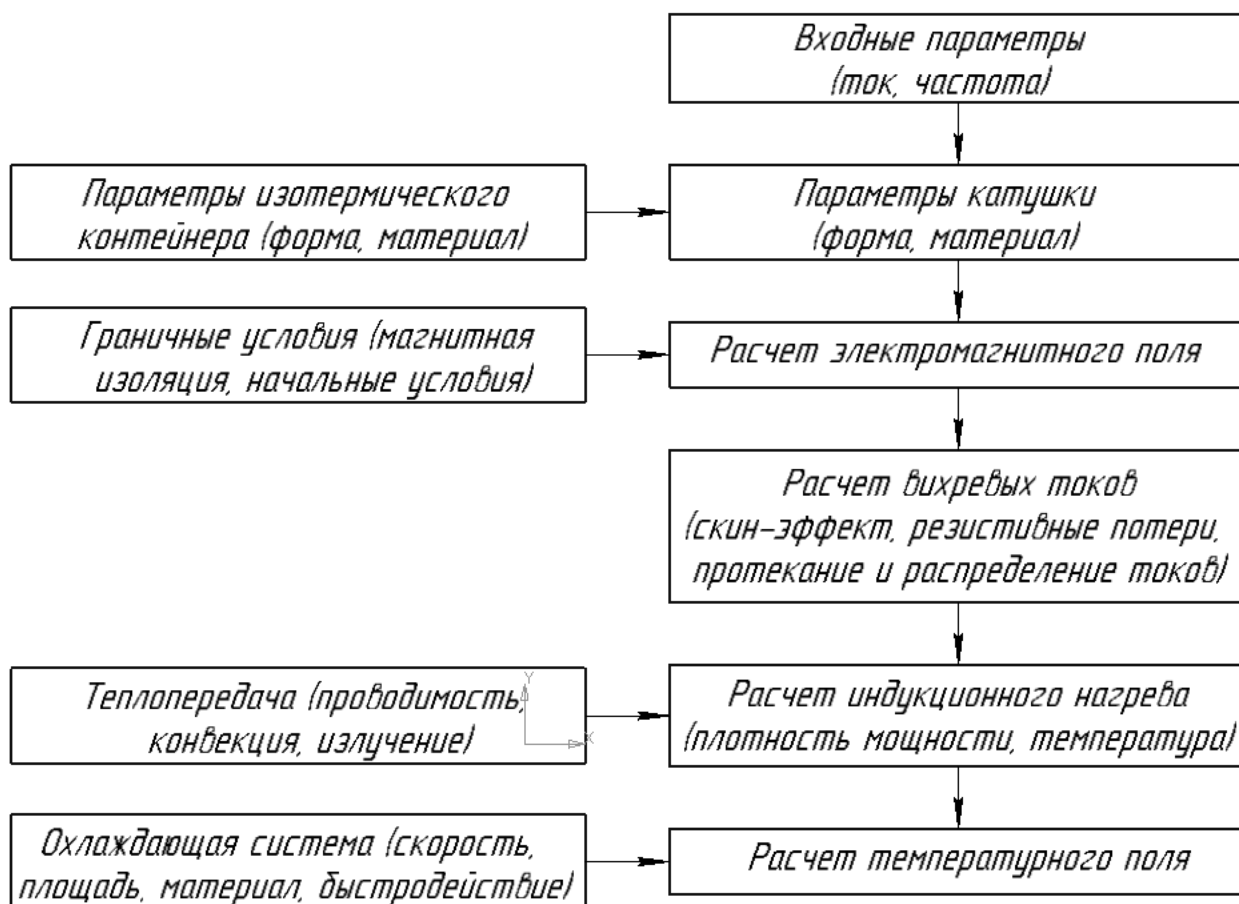 Входные параметры
(ток, частота)
Параметры изотермического
контейнера (форма, материал)
Параметры катушки
(форма, материал)
Граничные условия (магнитная
изоляция, начальные условия)
Расчет электромагнитного поля
Расчет вихревых токов
(скин-эффект, резистивные потери,
протекание и распределение токов)
Теплопередача (проводимость,
конвекция, излучение)
Y
X
Расчет индукционного нагрева
(плотность мощности, температура)
Охлаждающая система (скорость,
площадь, материал, быстродействие)
Расчет температурного поля